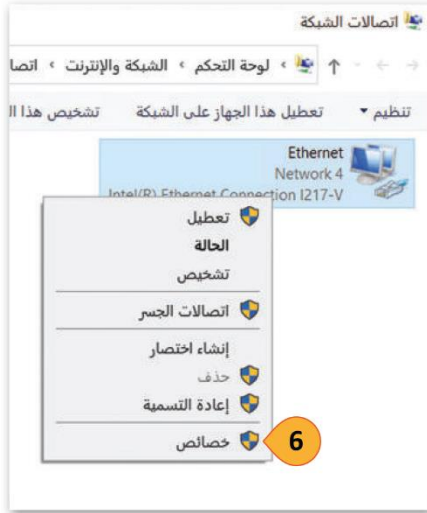 اتصالات الشبكة
لوحة التحكم › الشبكة والإنترنت › اتصا
تنظيم ▾ تعطيل هذا الجهاز على الشبكة تشخيص هذا ال
Ethernet
Network 4
Intel(R) Ethernet Connection I217-V
تعطيل
الحالة
تشخيص
اتصالات الجسر
إنشاء اختصار
حذف
إعادة التسمية
خصائص 6